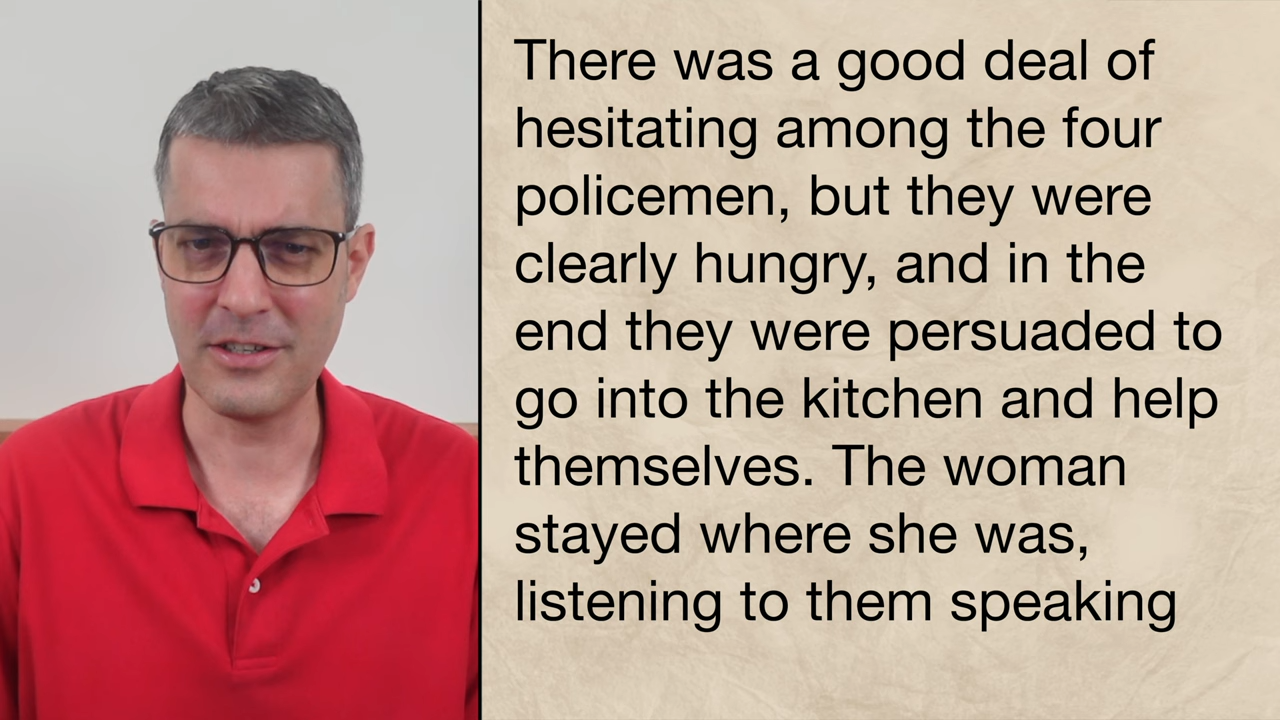 There was a good deal of
hesitating among the four
policemen, but they were
clearly hungry, and in the
end they were persuaded to
go into the kitchen and help
themselves. The woman
stayed where she was,
listening to them speaking